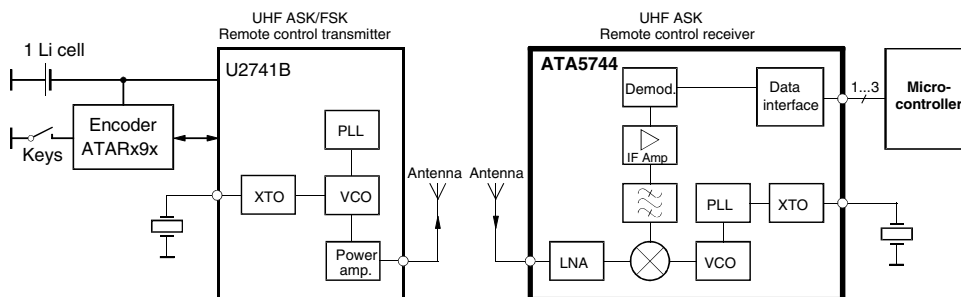 UHF ASK/FSK
Remote control transmitter
UHF ASK
Remote control receiver
1 Li cell
U2741B
Encoder
ATARx9x
Keys
PLL
XTO
VCO
Power
amp.
Antenna
Antenna
ATA5744
Demod.
Data
interface
1...3
Micro-
controller
IF Amp
PLL
XTO
LNA
VCO